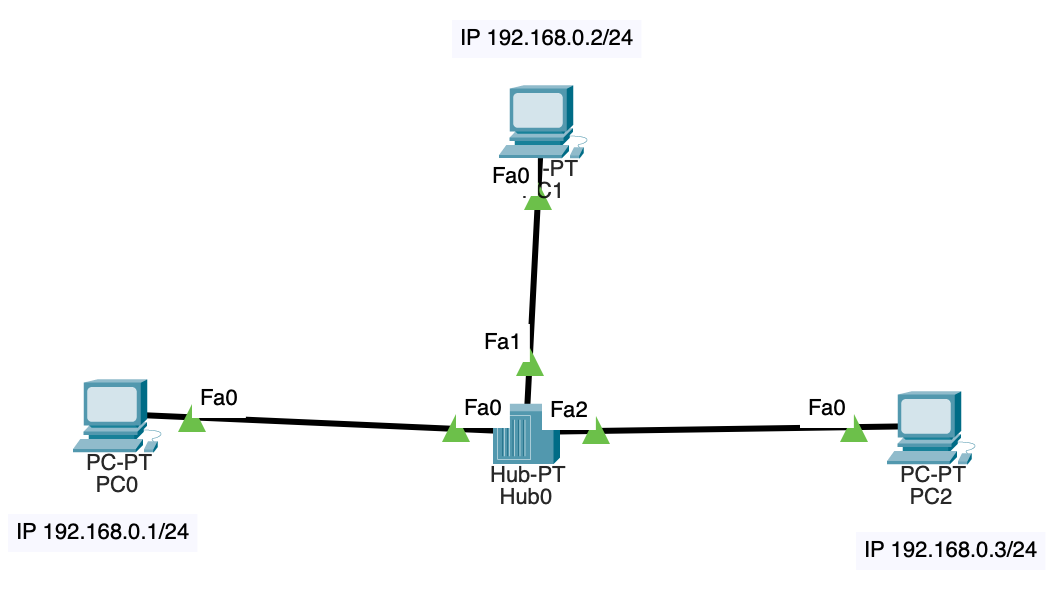 IP 192.168.0.2/24
Fa0
-PT
C1
Fa1
Fa0
Fa0
Fa2
Fa0
PC-PT
PC0
Hub-PT
Hub0
PC-PT
PC2
IP 192.168.0.1/24
IP 192.168.0.3/24